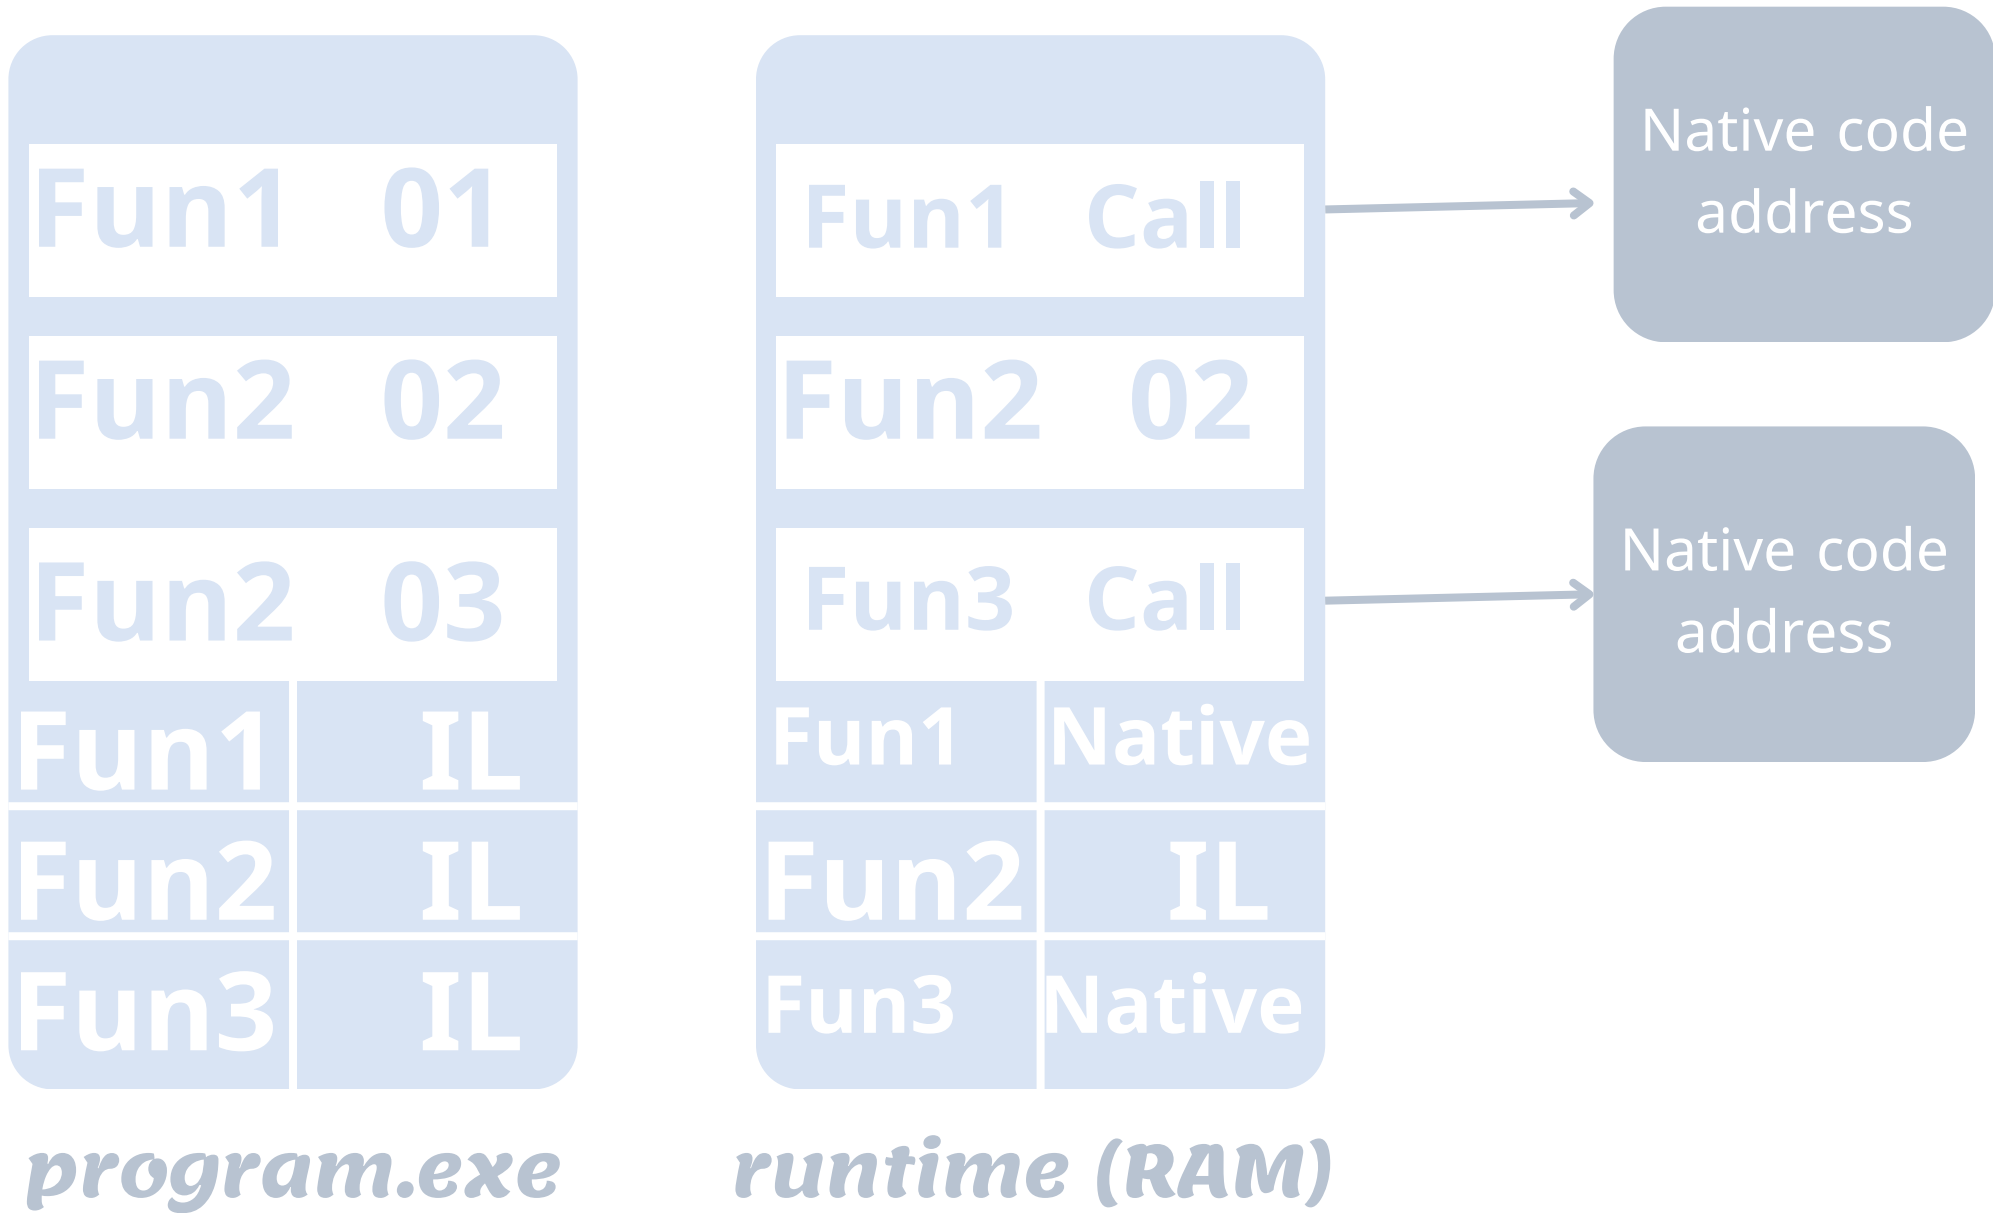 Fun1 01
Fun2 02
Fun2 03
Fun1 IL
Fun2 IL
Fun3 IL
program.exe
Fun1 Call
Fun2 02
Fun3 Call
Fun1 Native
Fun2 IL
Fun3 Native
runtime (RAM)
Native code
address
Native code
address